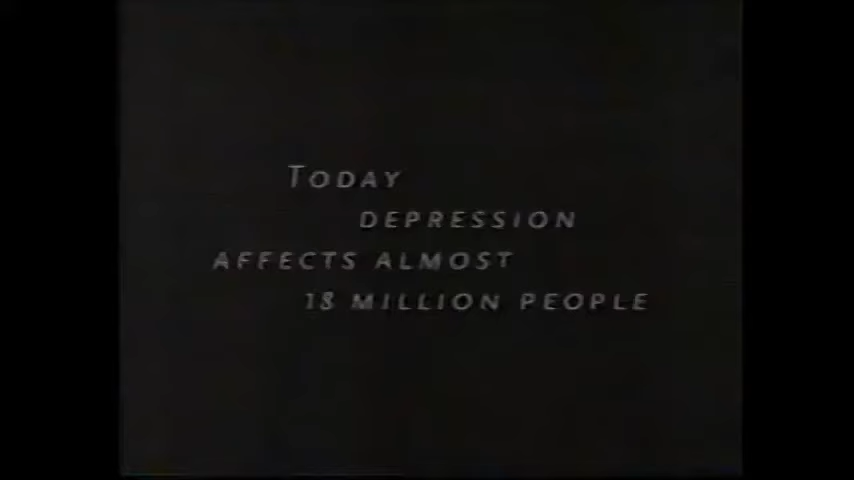 TODAY
DEPRESSION
AFFECTS ALMOST
18 MILLION PEOPLE